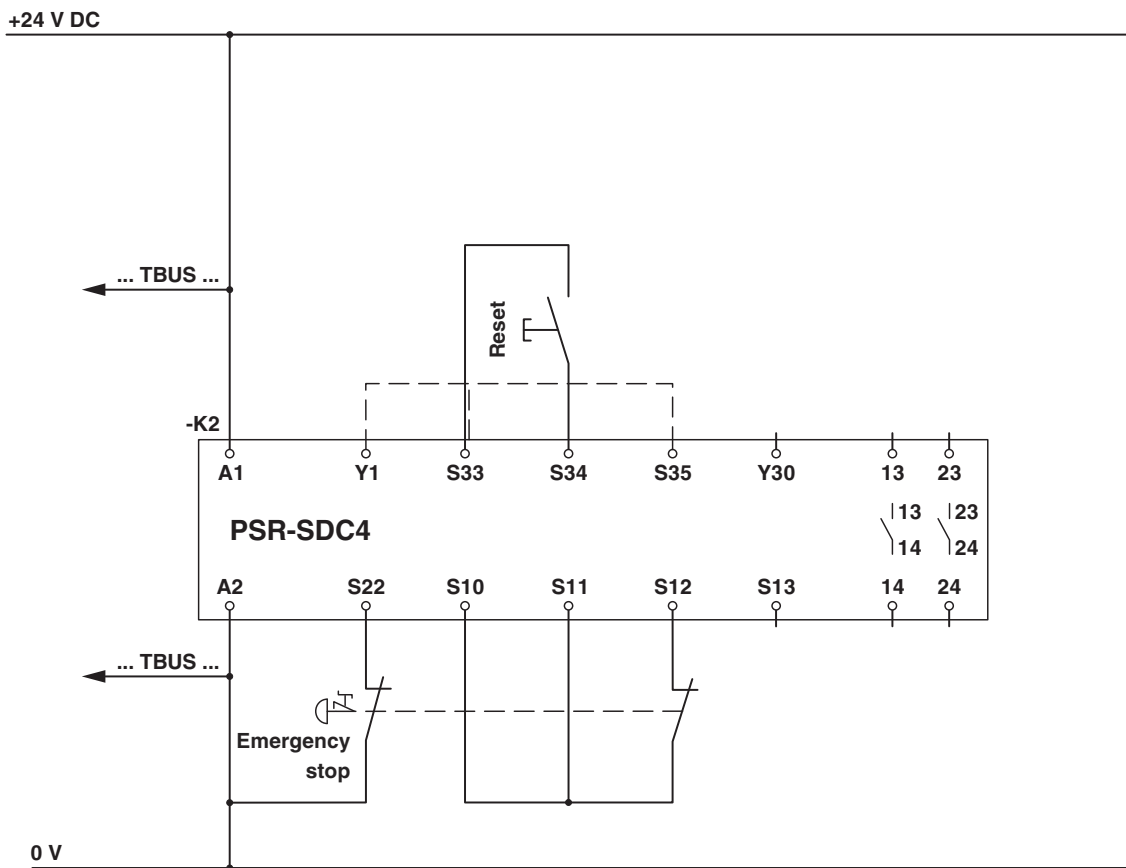 +24 V DC
... TBUS ...
Reset
-K2
A1 Y1 S33 S34 S35 Y30 13 23
PSR-SDC4
13 23
14 24
A2 S22 S10 S11 S12 S13 14 24
... TBUS ...
Emergency
stop
0 V